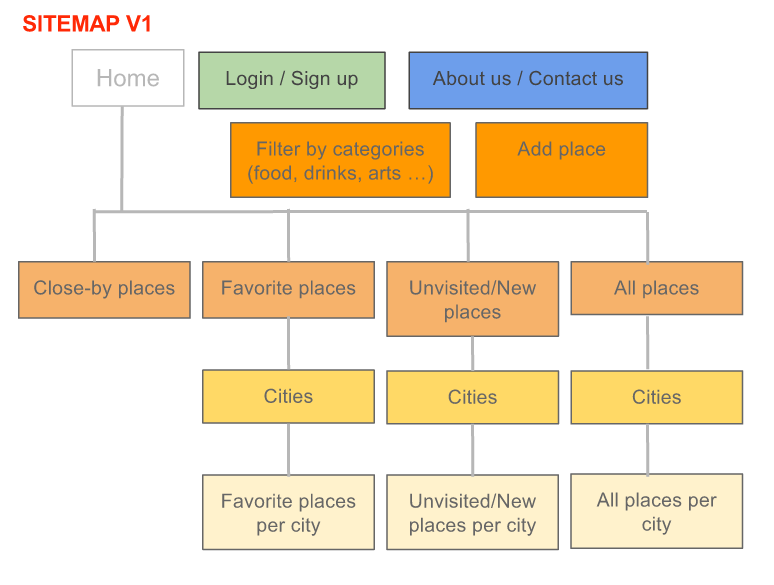 SITEMAP V1
Home
Login / Sign up
About us / Contact us
Filter by categories
(food, drinks, arts …)
Add place
Close-by places
Favorite places
Unvisited/New
places
All places
Cities
Cities
Cities
Favorite places
per city
Unvisited/New
places per city
All places per
city